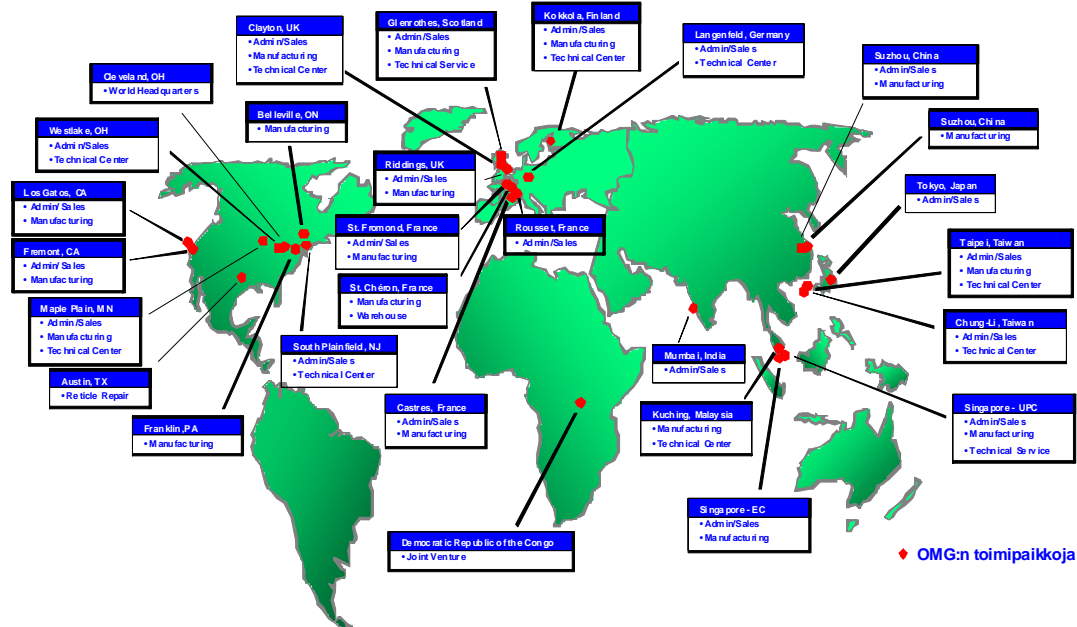 Clayton, UK
• Admin/Sales
• Manufacturing
• Technical Center
Glenrothes, Scotland
• Admin/Sales
• Manufacturing
• Technical Service
Kokkola, Finland
• Admin/Sales
• Manufacturing
• Technical Center
Langenfeld, Germany
• Admin/Sales
• Technical Center
Suzhou, China
• Admin/Sales
• Manufacturing
Cleveland, OH
• World Headquarters
Belleville, ON
• Manufacturing
Suzhou, China
• Manufacturing
Westlake, OH
• Admin/Sales
• Technical Center
Riddings, UK
• Admin/Sales
• Manufacturing
Tokyo, Japan
• Admin/Sales
Los Gatos, CA
• Admin/Sales
• Manufacturing
St. Fromond, France
• Admin/Sales
• Manufacturing
Rousset, France
• Admin/Sales
Taipei, Taiwan
• Admin/Sales
• Manufacturing
• Technical Center
Fremont, CA
• Admin/Sales
• Manufacturing
St. Chéron, France
• Manufacturing
• Warehouse
Maple Plain, MN
• Admin/Sales
• Manufacturing
• Technical Center
South Plainfield, NJ
• Admin/Sales
• Technical Center
Mumbai, India
• Admin/Sales
Chung-Li, Taiwan
• Admin/Sales
• Technical Center
Austin, TX
• Reticle Repair
Castres, France
• Admin/Sales
• Manufacturing
Kuching, Malaysia
• Manufacturing
• Technical Center
Singapore - UPC
• Admin/Sales
• Manufacturing
• Technical Service
Franklin ,PA
• Manufacturing
Singapore - EC
• Admin/Sales
• Manufacturing
Democratic Republic of the Congo
• Joint Venture
OMG:n toimipaikkoja